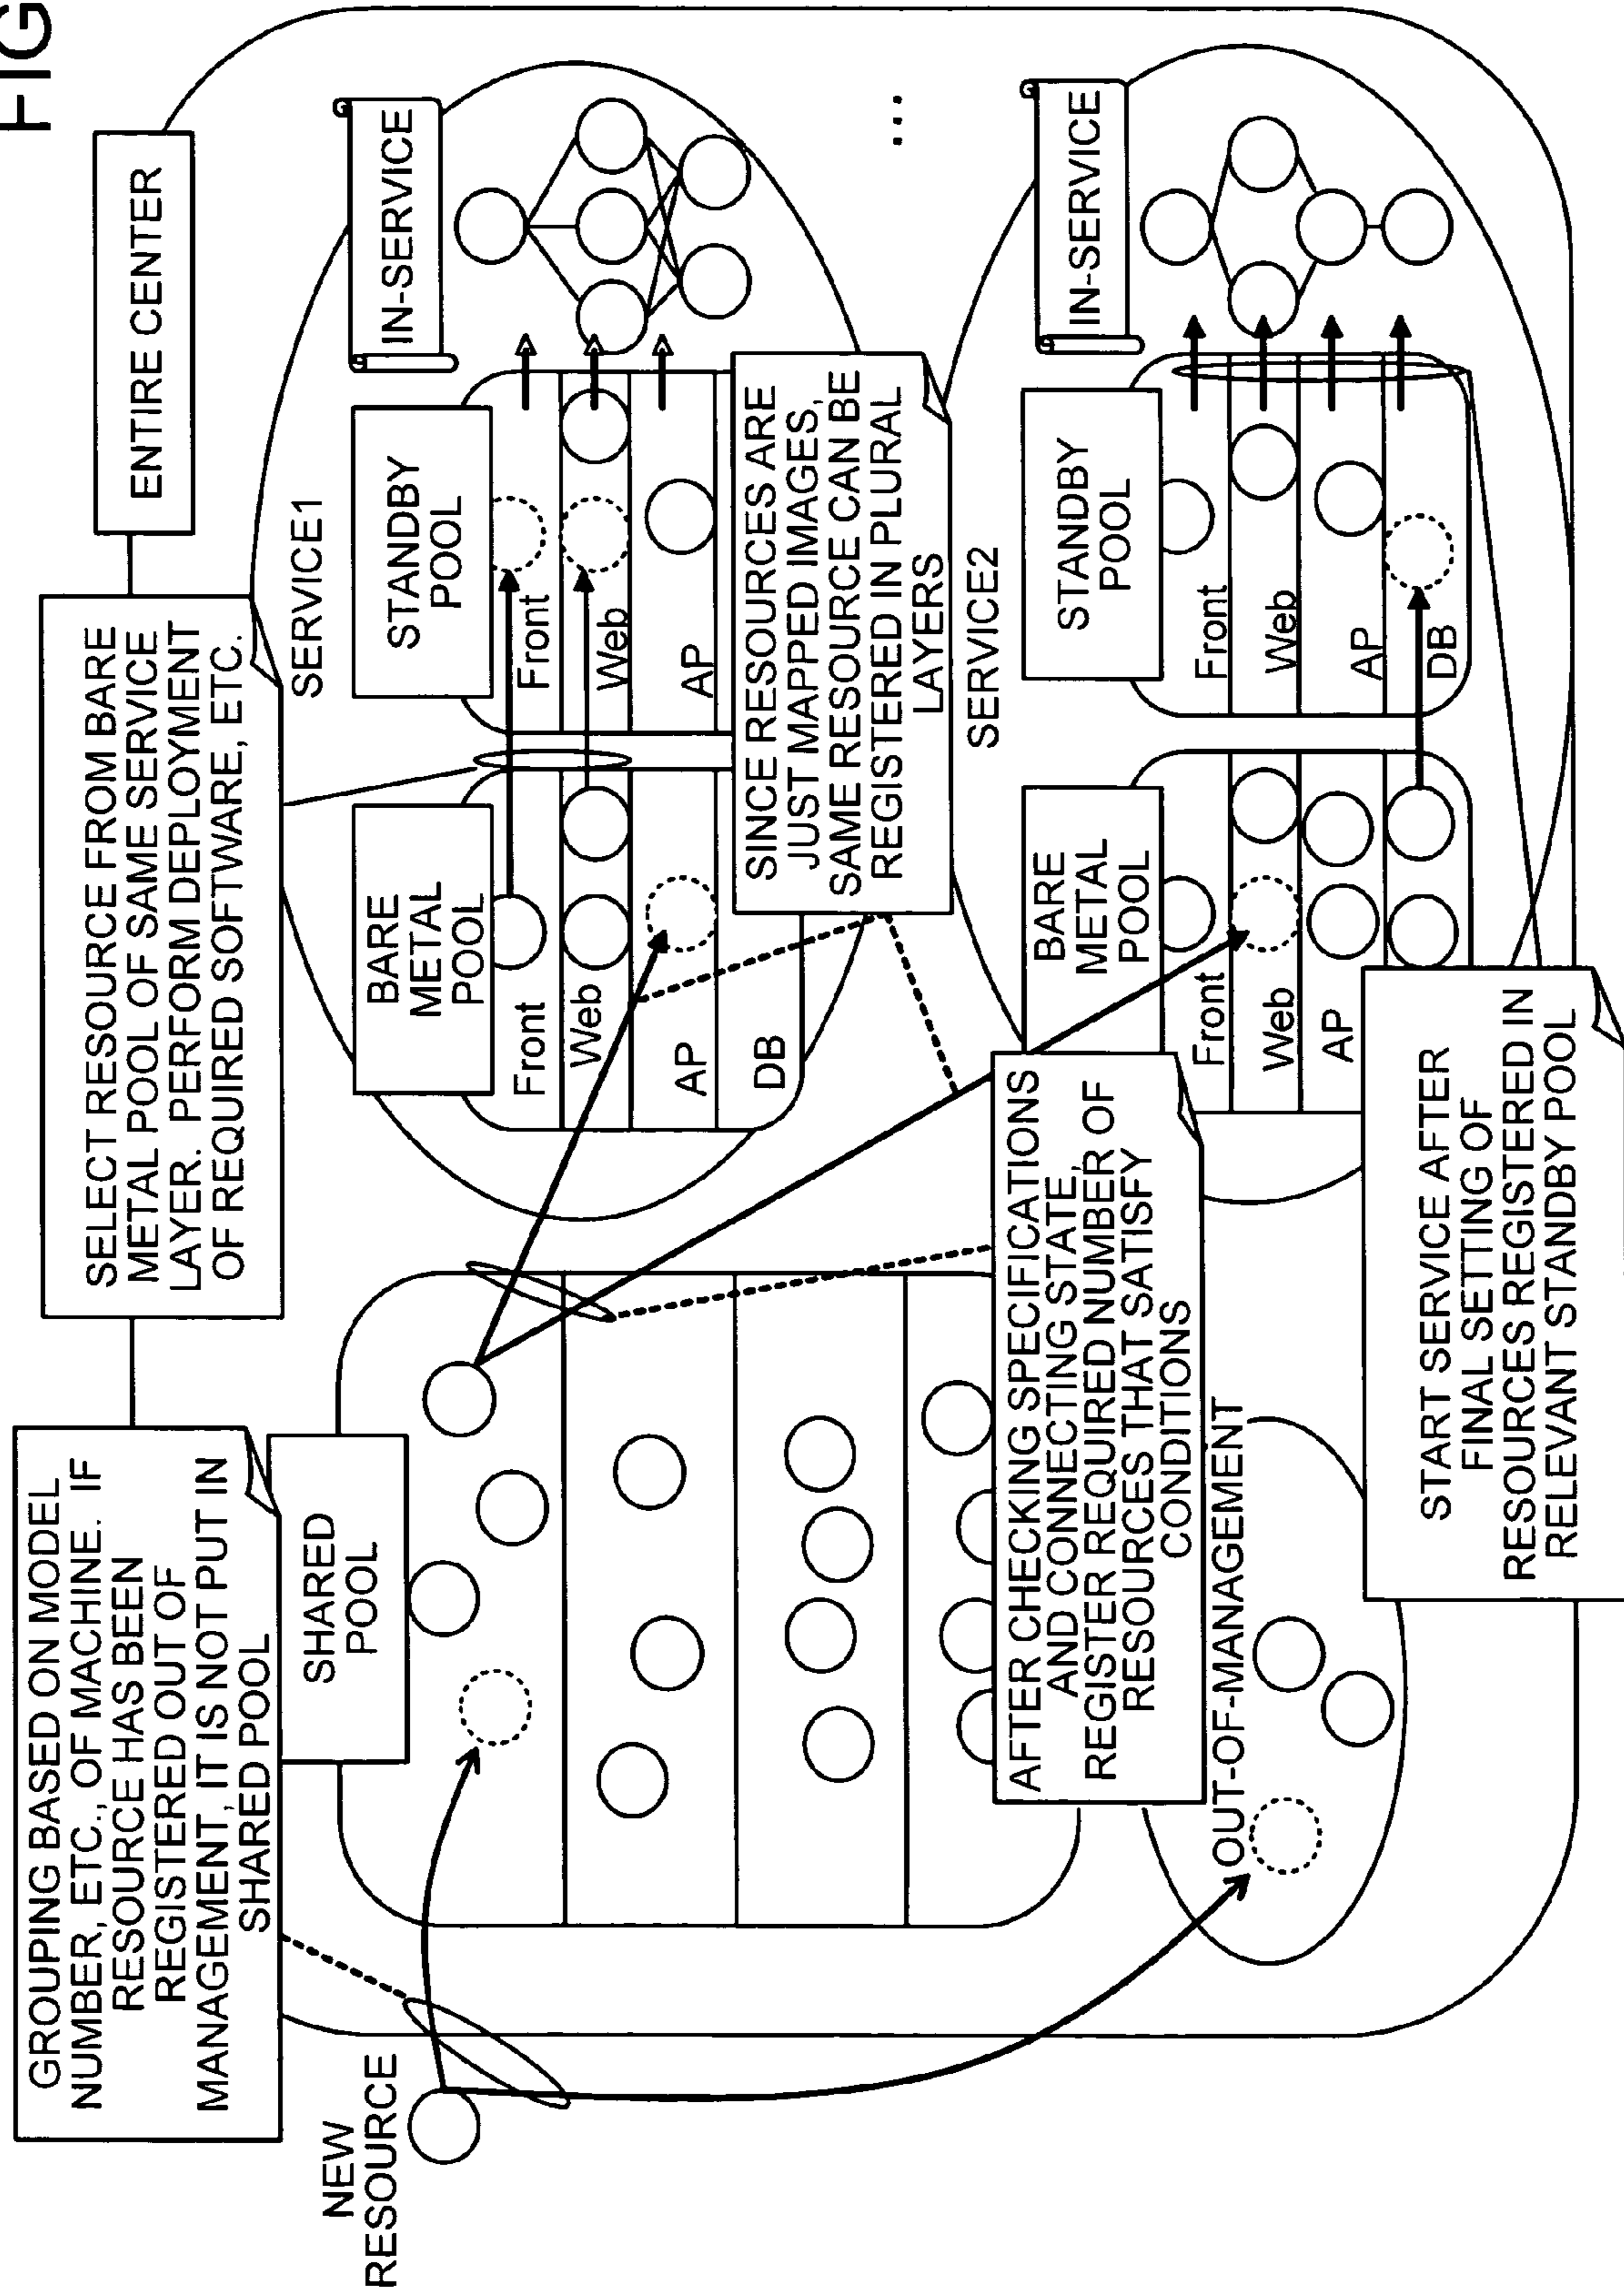 FIG
ENTIRE CENTER
GROUPING BASED ON MODEL
NUMBER, ETC., OF MACHINE. IF
RESOURCE HAS BEEN
REGISTERED OUT OF
MANAGEMENT, IT IS NOT PUT IN
SHARED POOL
SELECT RESOURCE FROM BARE
METAL POOL OF SAME SERVICE
LAYER. PERFORM DEPLOYMENT
OF REQUIRED SOFTWARE, ETC.
NEW
RESOURCE
SHARED
POOL
SERVICE1
BARE
METAL
POOL
Front
Web
AP
DB
STANDBY
POOL
Front
Web
AP
IN-SERVICE
SINCE RESOURCES ARE
JUST MAPPED IMAGES,
SAME RESOURCE CAN BE
REGISTERED IN PLURAL
LAYERS
...
SERVICE2
BARE
METAL
POOL
Front
Web
AP
STANDBY
POOL
Front
Web
AP
DB
IN-SERVICE
AFTER CHECKING SPECIFICATIONS
AND CONNECTING STATE,
REGISTER REQUIRED NUMBER OF
RESOURCES THAT SATISFY
CONDITIONS
OUT-OF-MANAGEMENT
START SERVICE AFTER
FINAL SETTING OF
RESOURCES REGISTERED IN
RELEVANT STANDBY POOL